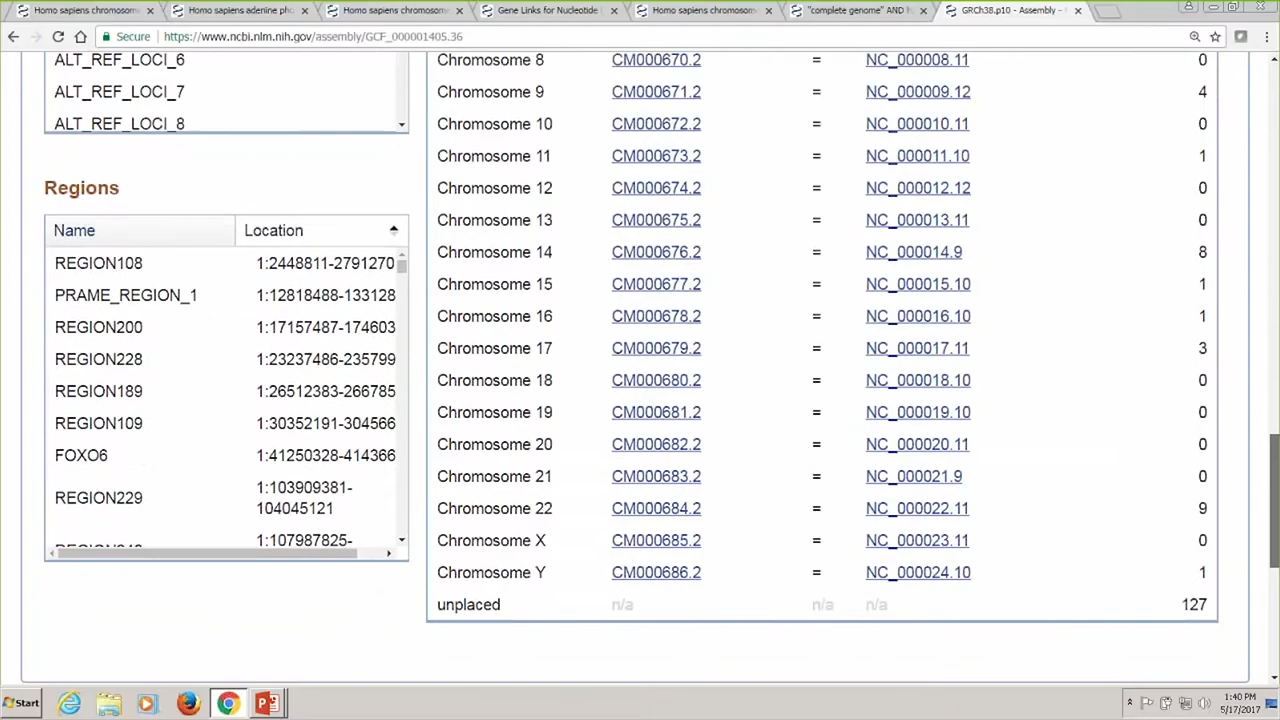 Homo sapiens chromosome
Homo sapiens adenine pho
Homo sapiens chromosome
Gene Links for Nucleotide
Homo sapiens chromosome
"complete genome" AND h
GRCh38.p10 - Assembly -
Secure https://www.ncbi.nlm.nih.gov/assembly/GCF_000001405.36
ALT_REF_LOCI_6
ALT_REF_LOCI_7
ALT_REF_LOCI_8
Regions
Name Location
REGION108 1:2448811-2791270
PRAME_REGION_1 1:12818488-133128
REGION200 1:17157487-174603
REGION228 1:23237486-235799
REGION189 1:26512383-266785
REGION109 1:30352191-304566
FOXO6 1:41250328-414366
REGION229 1:103909381-
104045121
1:107987825-
Chromosome 8 CM000670.2 = NC_000008.11 0
Chromosome 9 CM000671.2 = NC_000009.12 4
Chromosome 10 CM000672.2 = NC_000010.11 0
Chromosome 11 CM000673.2 = NC_000011.10 1
Chromosome 12 CM000674.2 = NC_000012.12 0
Chromosome 13 CM000675.2 = NC_000013.11 0
Chromosome 14 CM000676.2 = NC_000014.9 8
Chromosome 15 CM000677.2 = NC_000015.10 1
Chromosome 16 CM000678.2 = NC_000016.10 1
Chromosome 17 CM000679.2 = NC_000017.11 3
Chromosome 18 CM000680.2 = NC_000018.10 0
Chromosome 19 CM000681.2 = NC_000019.10 0
Chromosome 20 CM000682.2 = NC_000020.11 0
Chromosome 21 CM000683.2 = NC_000021.9 0
Chromosome 22 CM000684.2 = NC_000022.11 9
Chromosome X CM000685.2 = NC_000023.11 0
Chromosome Y CM000686.2 = NC_000024.10 1
unplaced n/a n/a n/a 127
Start
1:40 PM
5/17/2017